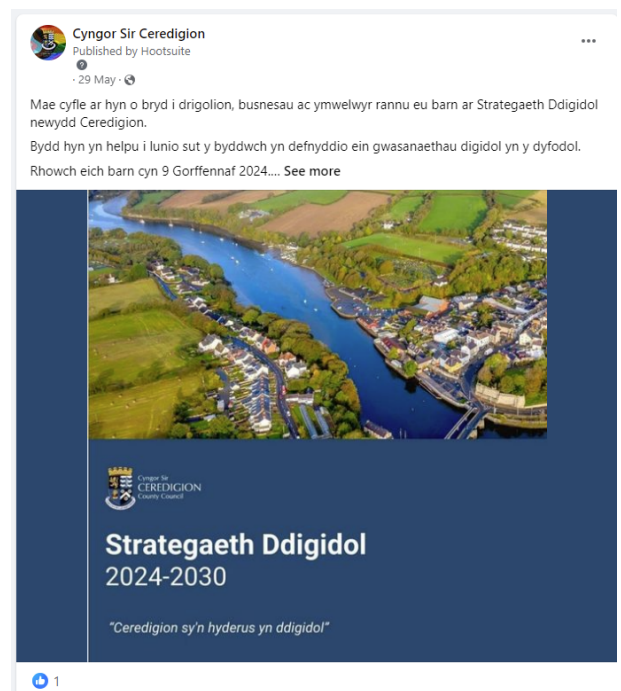 Cyngor Sir Ceredigion
Published by Hootsuite
· 29 May ·
Mae cyfle ar hyn o bryd i drigolion, busnesau ac ymwelwyr rannu eu barn ar Strategaeth Ddigidol
newydd Ceredigion.
Bydd hyn yn helpu i lunio sut y byddwch yn defnyddio ein gwasanaethau digidol yn y dyfodol.
Rhowch eich barn cyn 9 Gorffennaf 2024.... See more
Cyngor Sir
CEREDIGION
County Council
Strategaeth Ddigidol
2024-2030
"Ceredigion sy'n hyderus yn ddigidol"
1